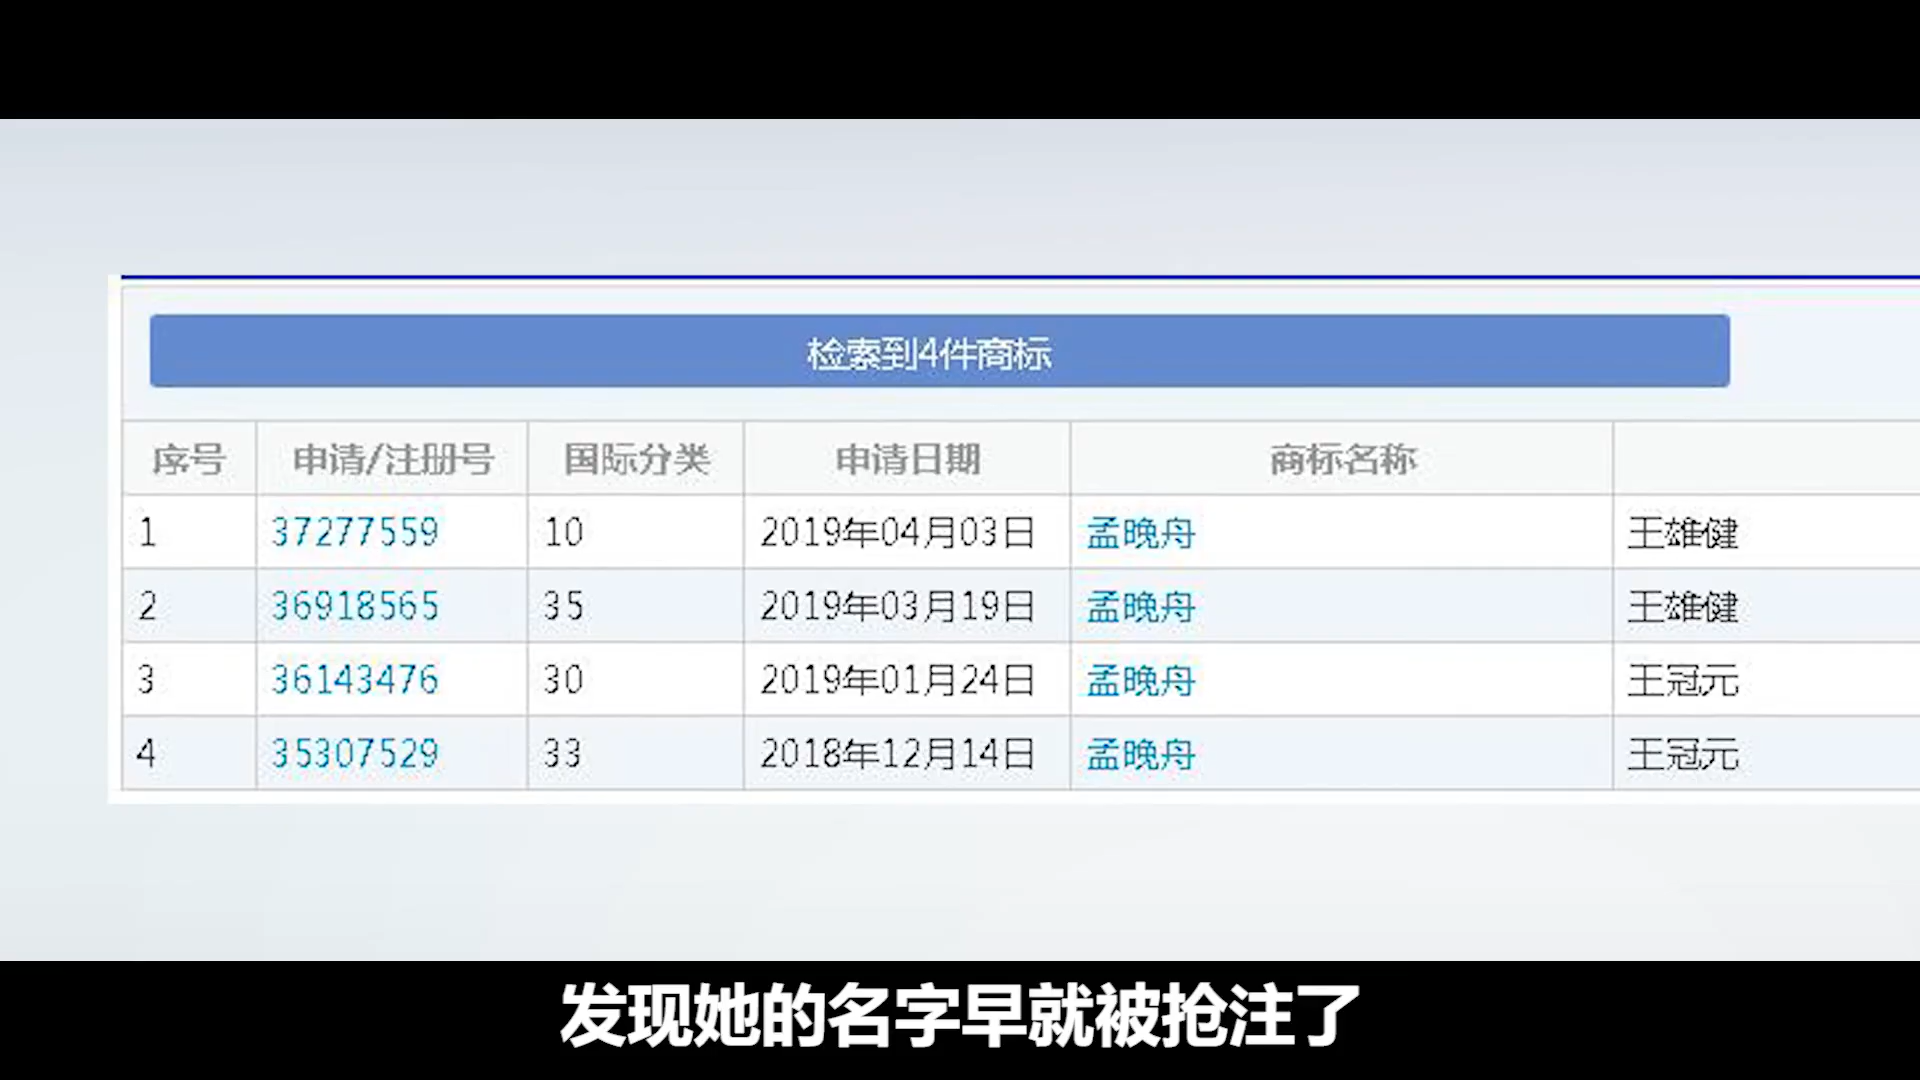 检索到4件商标
序号 申请/注册号 国际分类 申请日期 商标名称
1 37277559 10 2019年04月03日 孟晚舟 王雄健
2 36918565 35 2019年03月19日 孟晚舟 王雄健
3 36143476 30 2019年01月24日 孟晚舟 王冠元
4 35307529 33 2018年12月14日 孟晚舟 王冠元
发现她的名字早就被抢注了